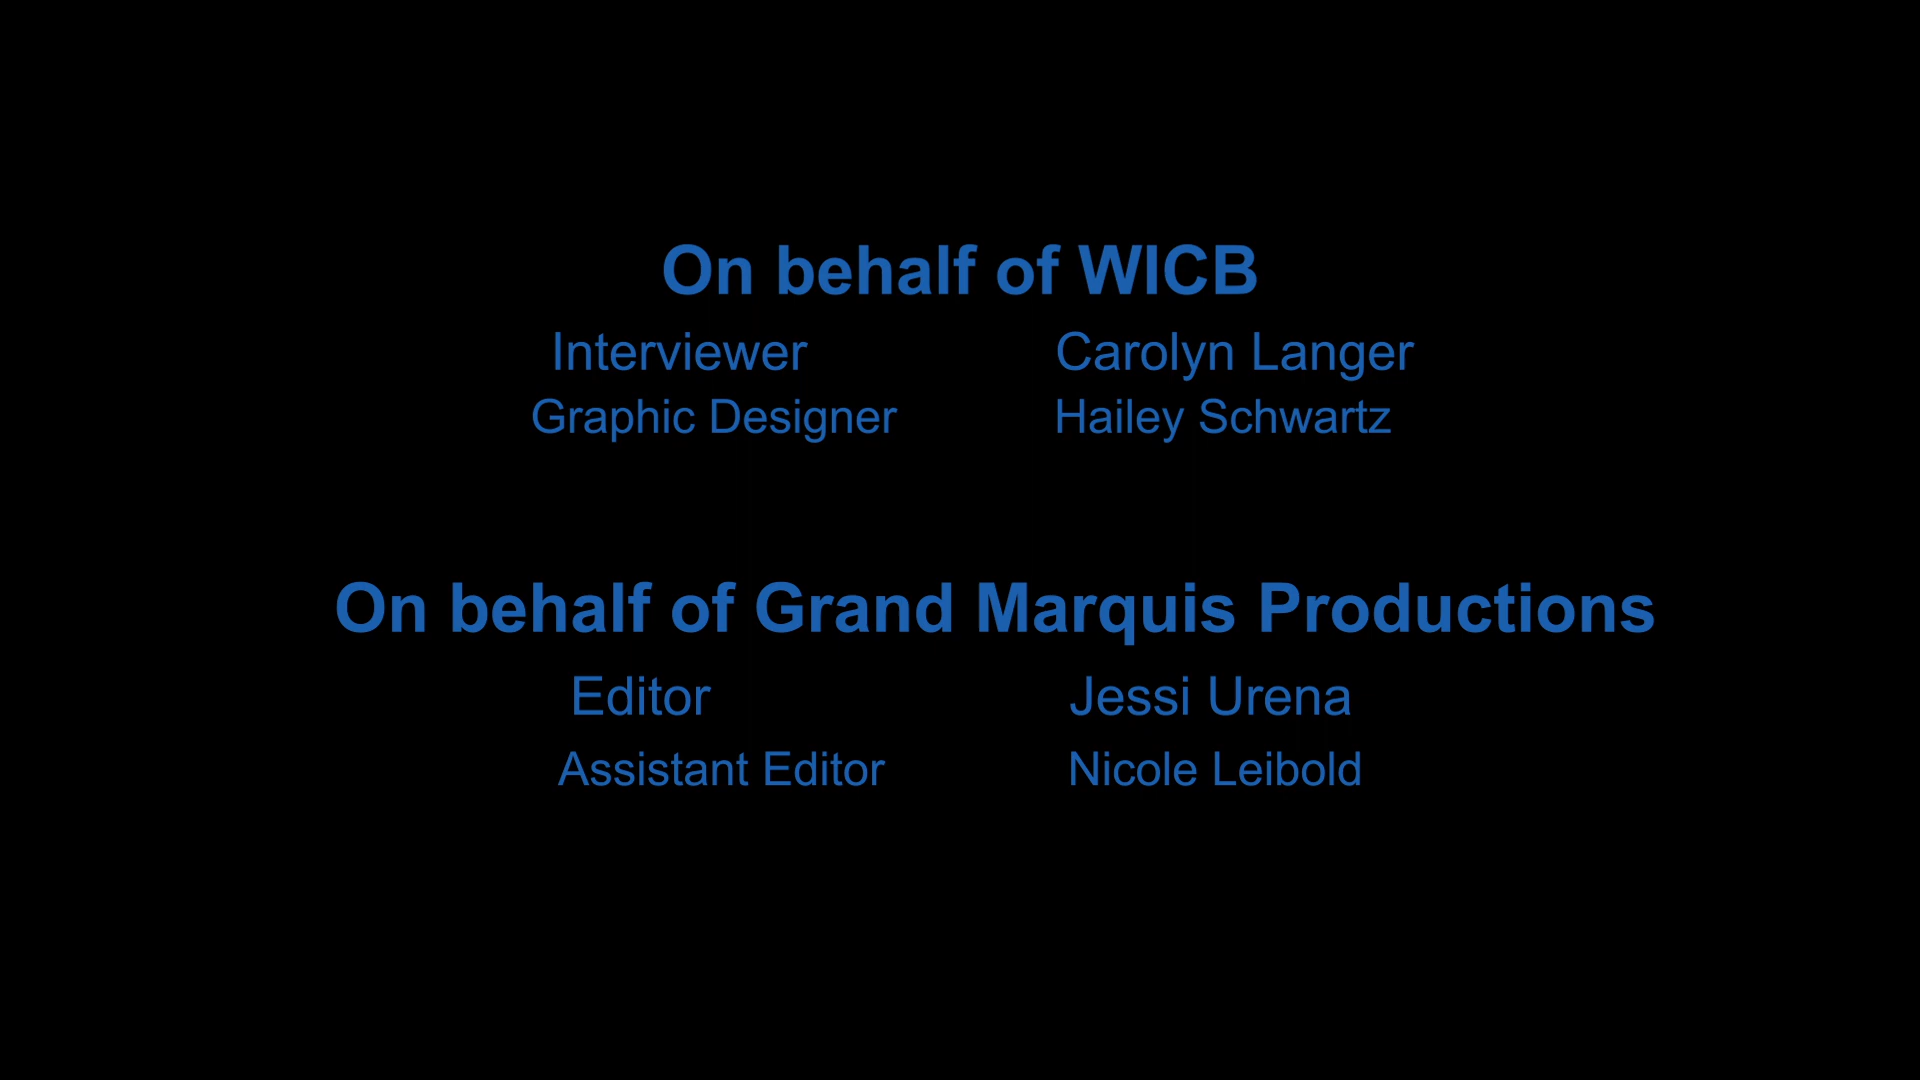 On behalf of WICB
Interviewer Carolyn Langer
Graphic Designer Hailey Schwartz
On behalf of Grand Marquis Productions
Editor Jessi Urena
Assistant Editor Nicole Leibold